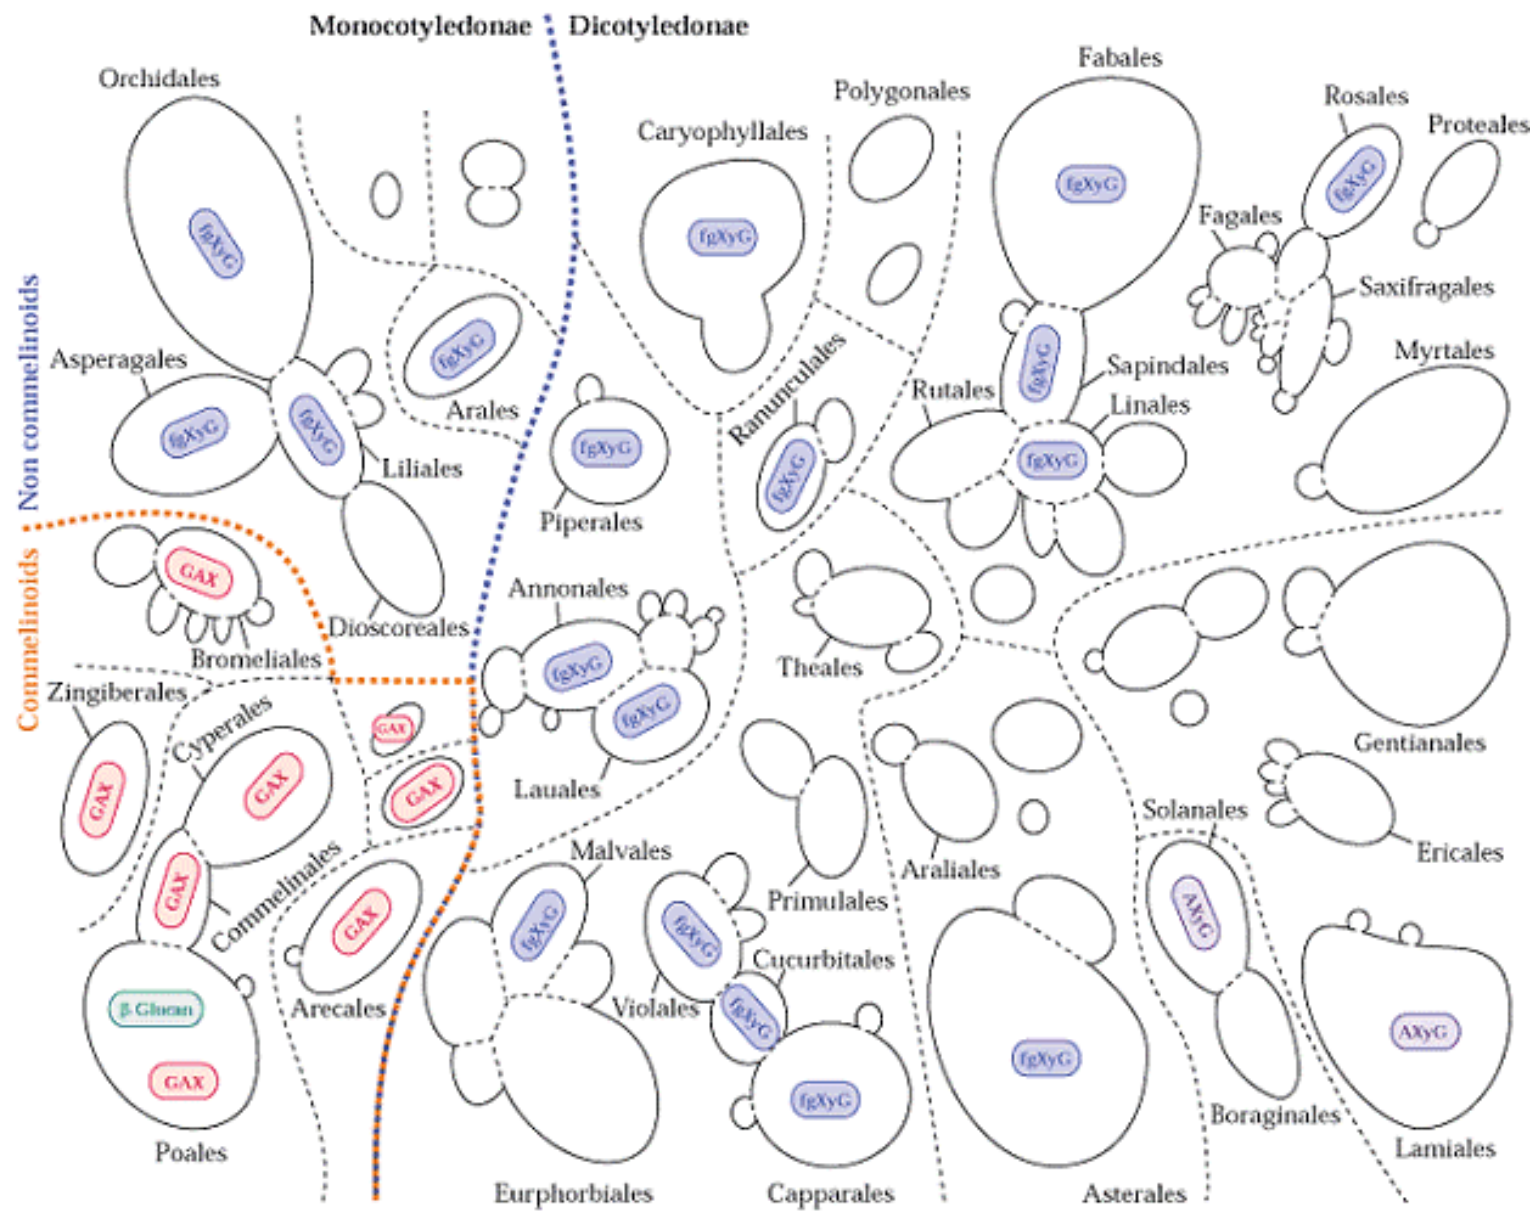 Monocotyledonae
Dicotyledonae
Orchidales
Caryophyllales
Polygonales
Fabales
Rosales
Proteales
fgXyG
fgXyG
fgXyG
fgXyG
Fagales
Saxifragales
Non commelinoids
Asperagales
fgXyG
Arales
fgXyG
fgXyG
Liliales
fgXyG
Piperales
Ranunculales
fgXyG
Rutales
fgXyG
Sapindales
Linales
fgXyG
Myrtales
Commelinoids
GAX
Bromeliales
Dioscoreales
Annonales
fgXyG
fgXyG
Lauales
Theales
Gentianales
Zingiberales
GAX
Cyperales
GAX
GAX
GAX
GAX
Commelinales
GAX
Arecales
β Glucan
GAX
Poales
Malvales
fgXyG
Eurphorbiales
fgXyG
Violales
Cucurbitales
fgXyG
fgXyG
Capparales
Primulales
Araliales
fgXyG
Asterales
Solanales
AXyG
Boraginales
Ericales
AXyG
Lamiales